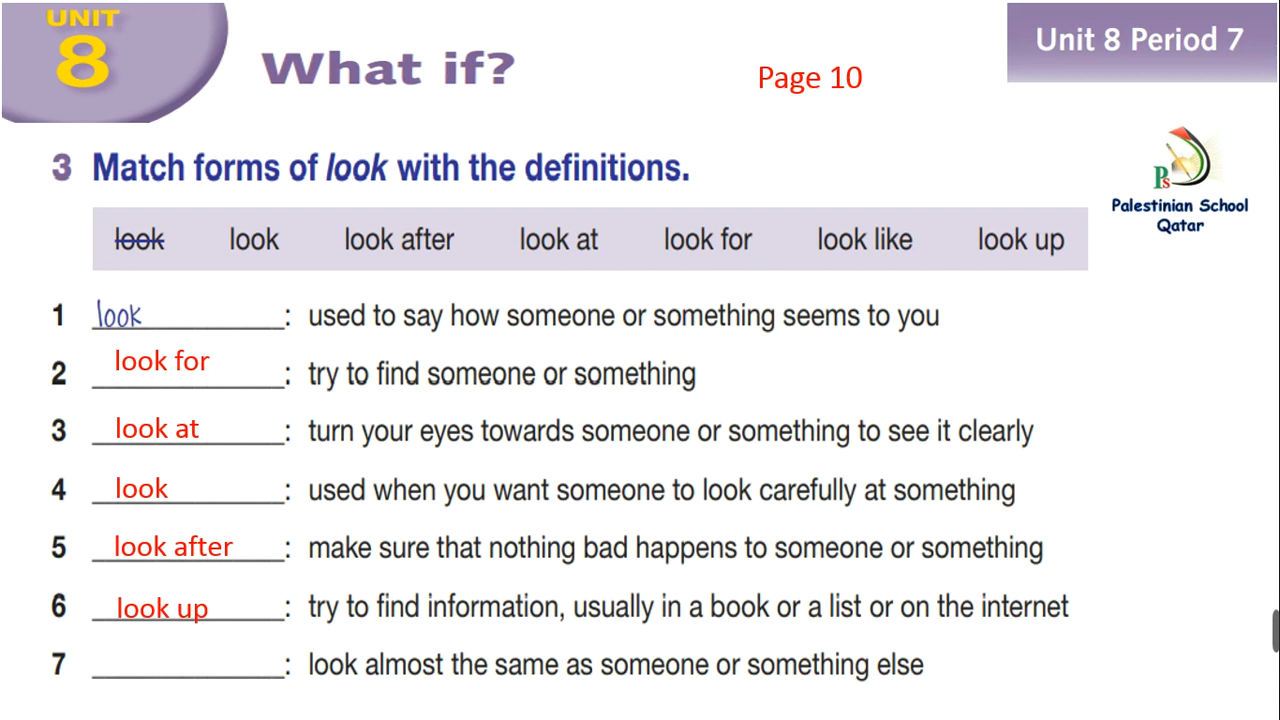 UNIT
8
What if?
Page 10
Unit 8 Period 7
Ps
Palestinian School
Qatar
3 Match forms of look with the definitions.
look look look after look at look for look like look up
1 look : used to say how someone or something seems to you
2 look for : try to find someone or something
3 look at : turn your eyes towards someone or something to see it clearly
4 look : used when you want someone to look carefully at something
5 look after : make sure that nothing bad happens to someone or something
6 look up : try to find information, usually in a book or a list or on the internet
7 ____________ : look almost the same as someone or something else